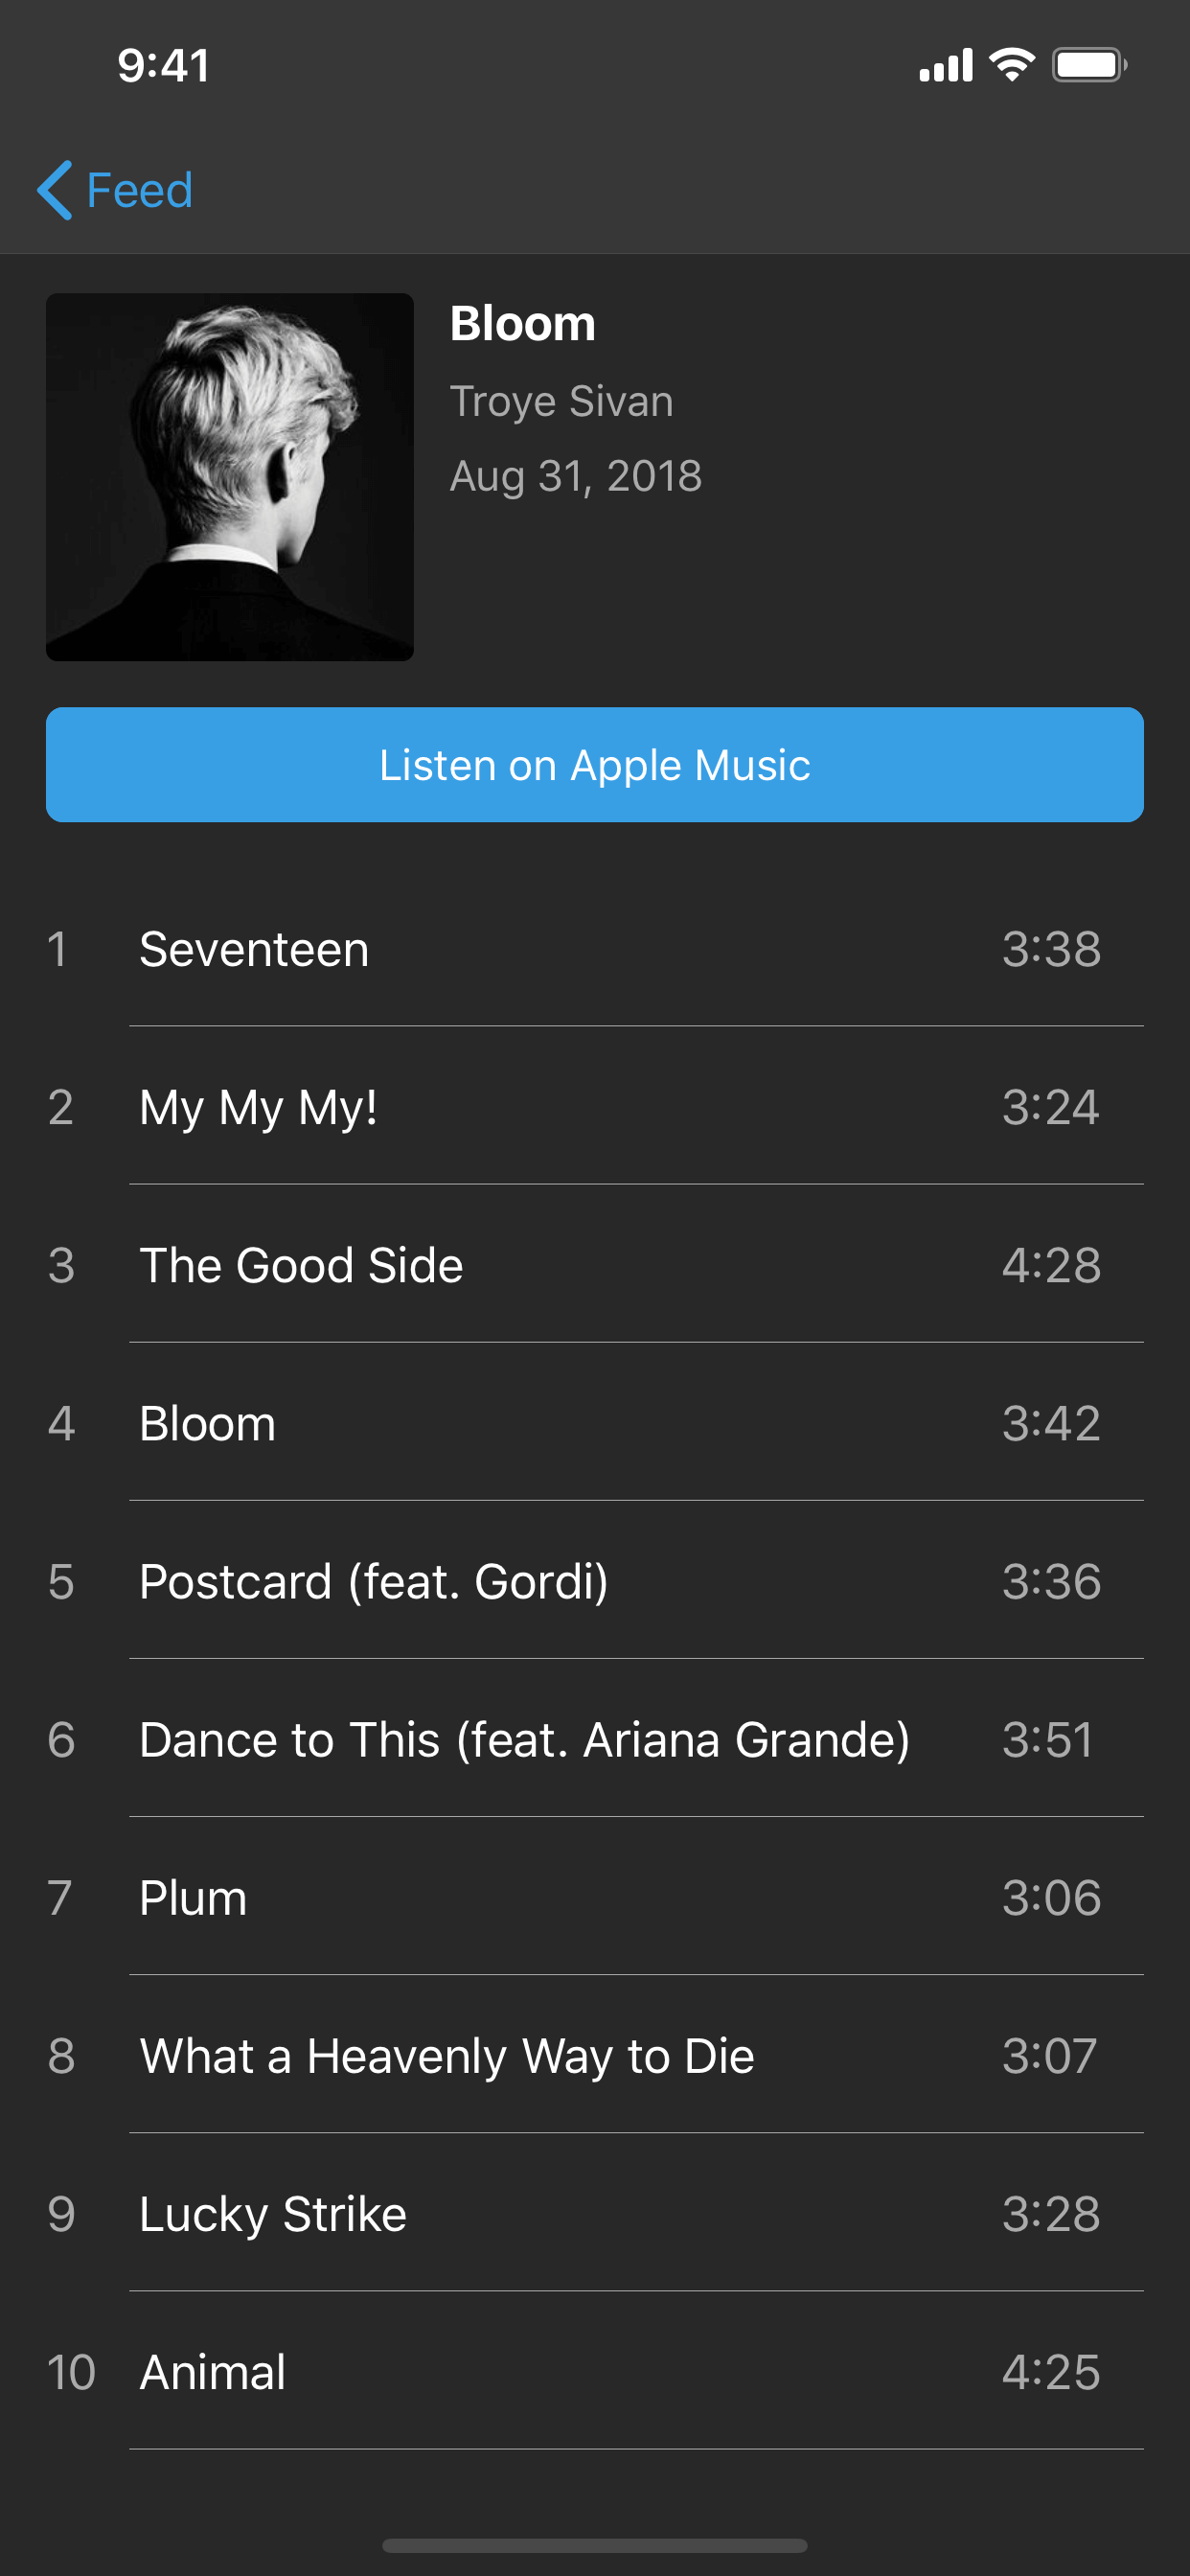 9:41
Feed
Bloom
Troye Sivan
Aug 31, 2018
Listen on Apple Music
1 Seventeen 3:38
2 My My My! 3:24
3 The Good Side 4:28
4 Bloom 3:42
5 Postcard (feat. Gordi) 3:36
6 Dance to This (feat. Ariana Grande) 3:51
7 Plum 3:06
8 What a Heavenly Way to Die 3:07
9 Lucky Strike 3:28
10 Animal 4:25